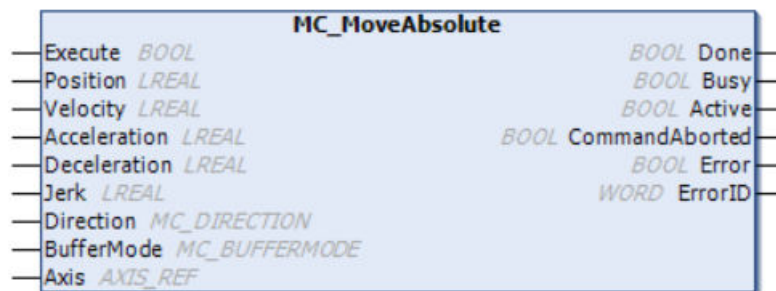 MC_MoveAbsolute
Execute BOOL BOOL Done
Position LREAL BOOL Busy
Velocity LREAL BOOL Active
Acceleration LREAL BOOL CommandAborted
Deceleration LREAL BOOL Error
Jerk LREAL WORD ErrorID
Direction MC_DIRECTION
BufferMode MC_BUFFERMODE
Axis AXIS_REF